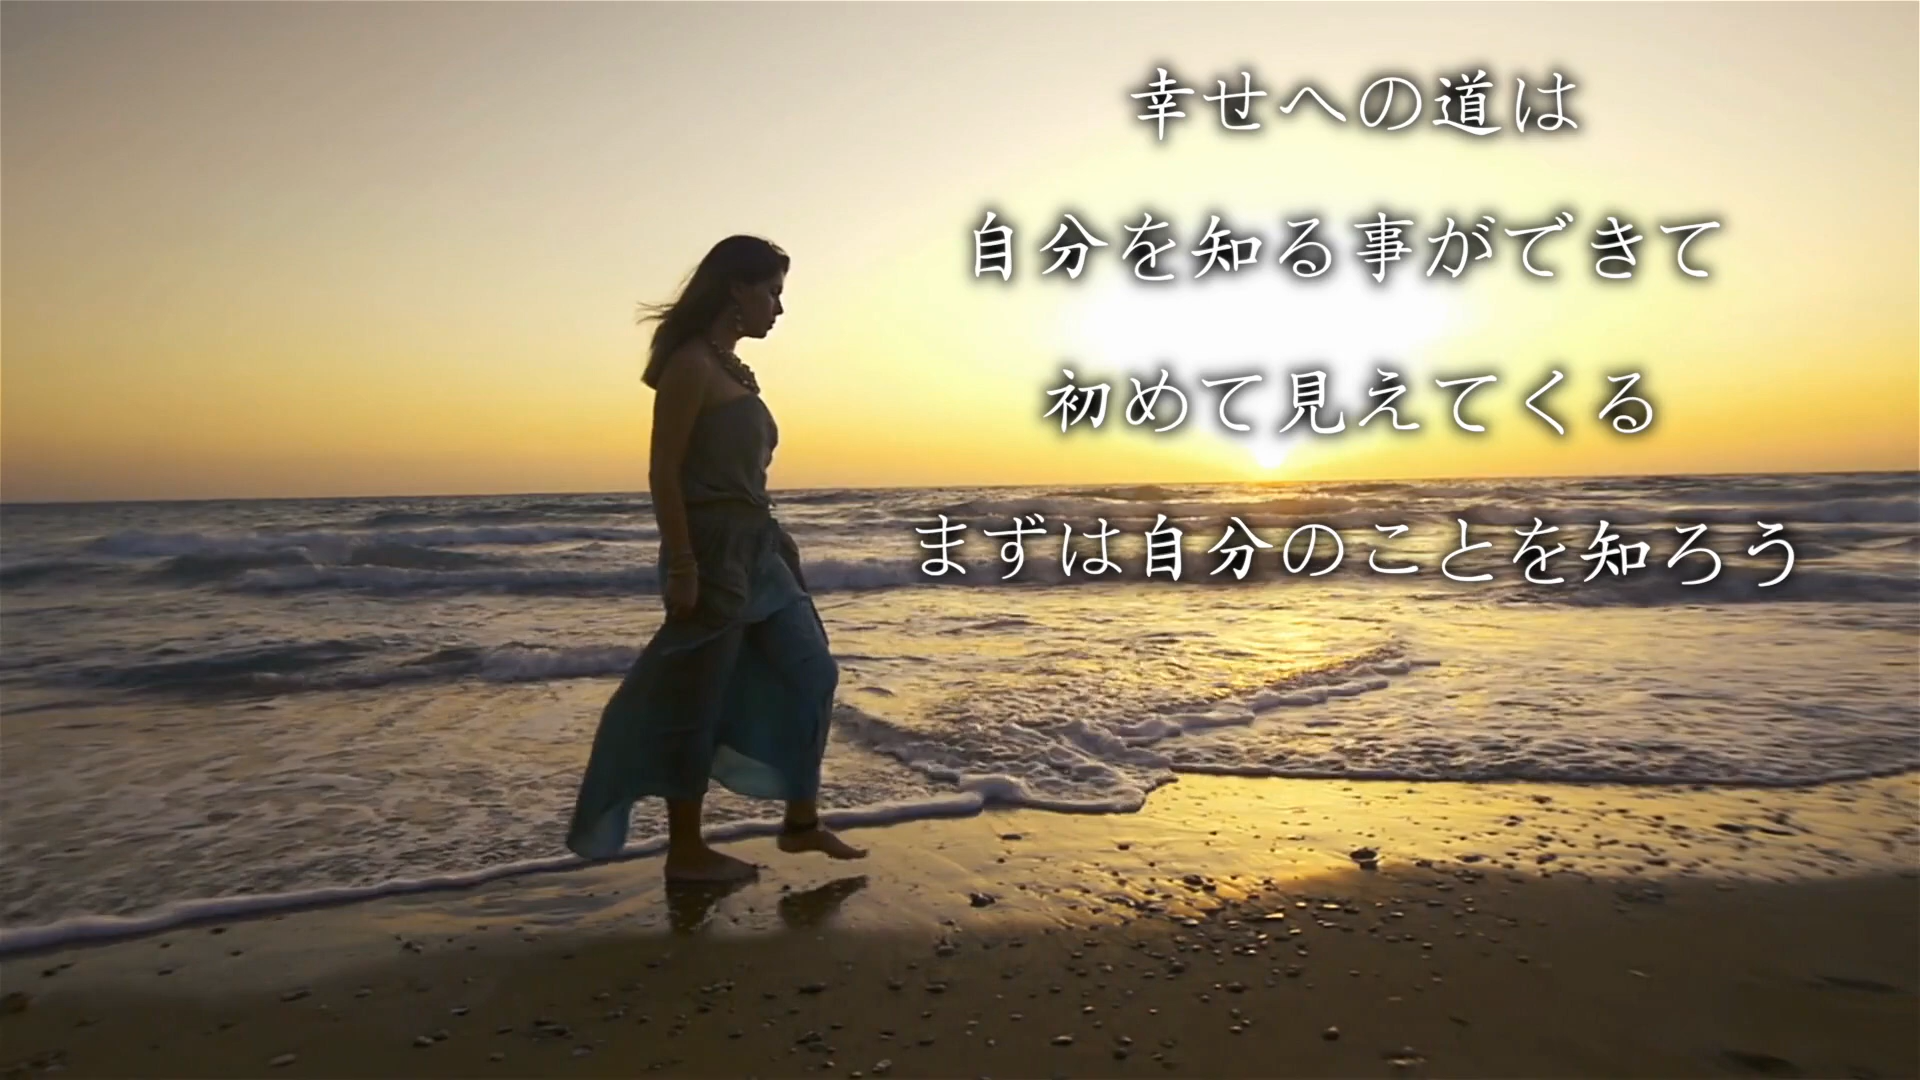 幸せへの道は
自分を知る事ができて
初めて見えてくる
まずは自分のことを知ろう